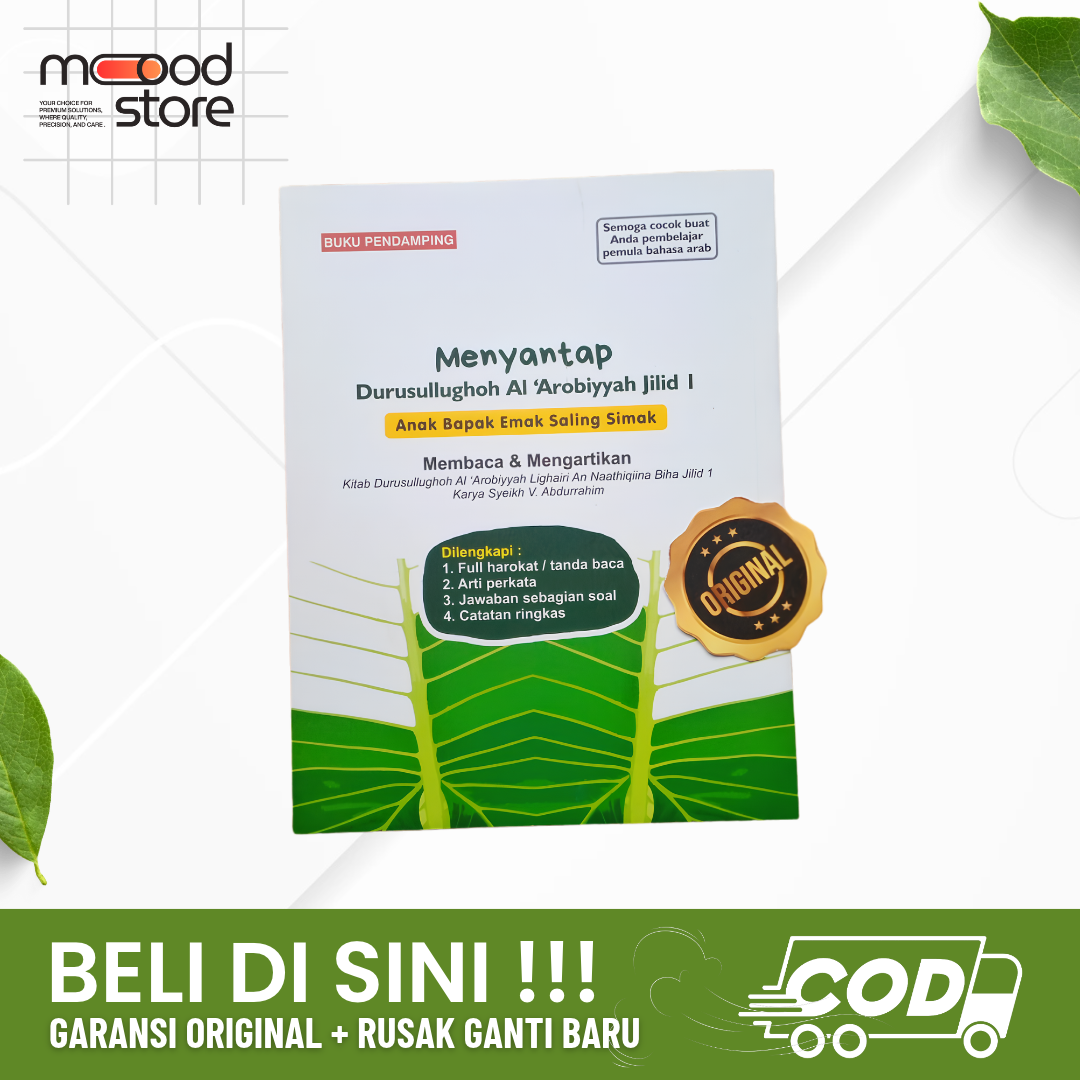 mood
store
YOUR CHOICE FOR
PREMIUM SOLUTIONS,
WHERE QUALITY,
PRECISION, AND CARE.
BUKU PENDAMPING
Semoga cocok buat
Anda pembelajar
pemula bahasa arab
Menyantap
Durusullughoh Al ‘Arobiyyah Jilid 1
Anak Bapak Emak Saling Simak
Membaca & Mengartikan
Kitab Durusullughoh Al ‘Arobiyyah Lighairi An Naathiqiina Biha Jilid 1
Karya Syeikh V. Abdurrahim
Dilengkapi :
1. Full harokat / tanda baca
2. Arti perkata
3. Jawaban sebagian soal
4. Catatan ringkas
ORIGINAL
BELI DI SINI !!!
GARANSI ORIGINAL + RUSAK GANTI BARU
COD